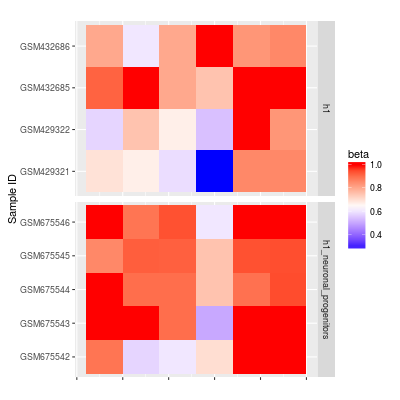 GSM432686
GSM432685
GSM429322
GSM429321
h1
GSM675546
GSM675545
GSM675544
GSM675543
GSM675542
h1_neuronal_progenitors
Sample ID
beta
1.0
0.8
0.6
0.4